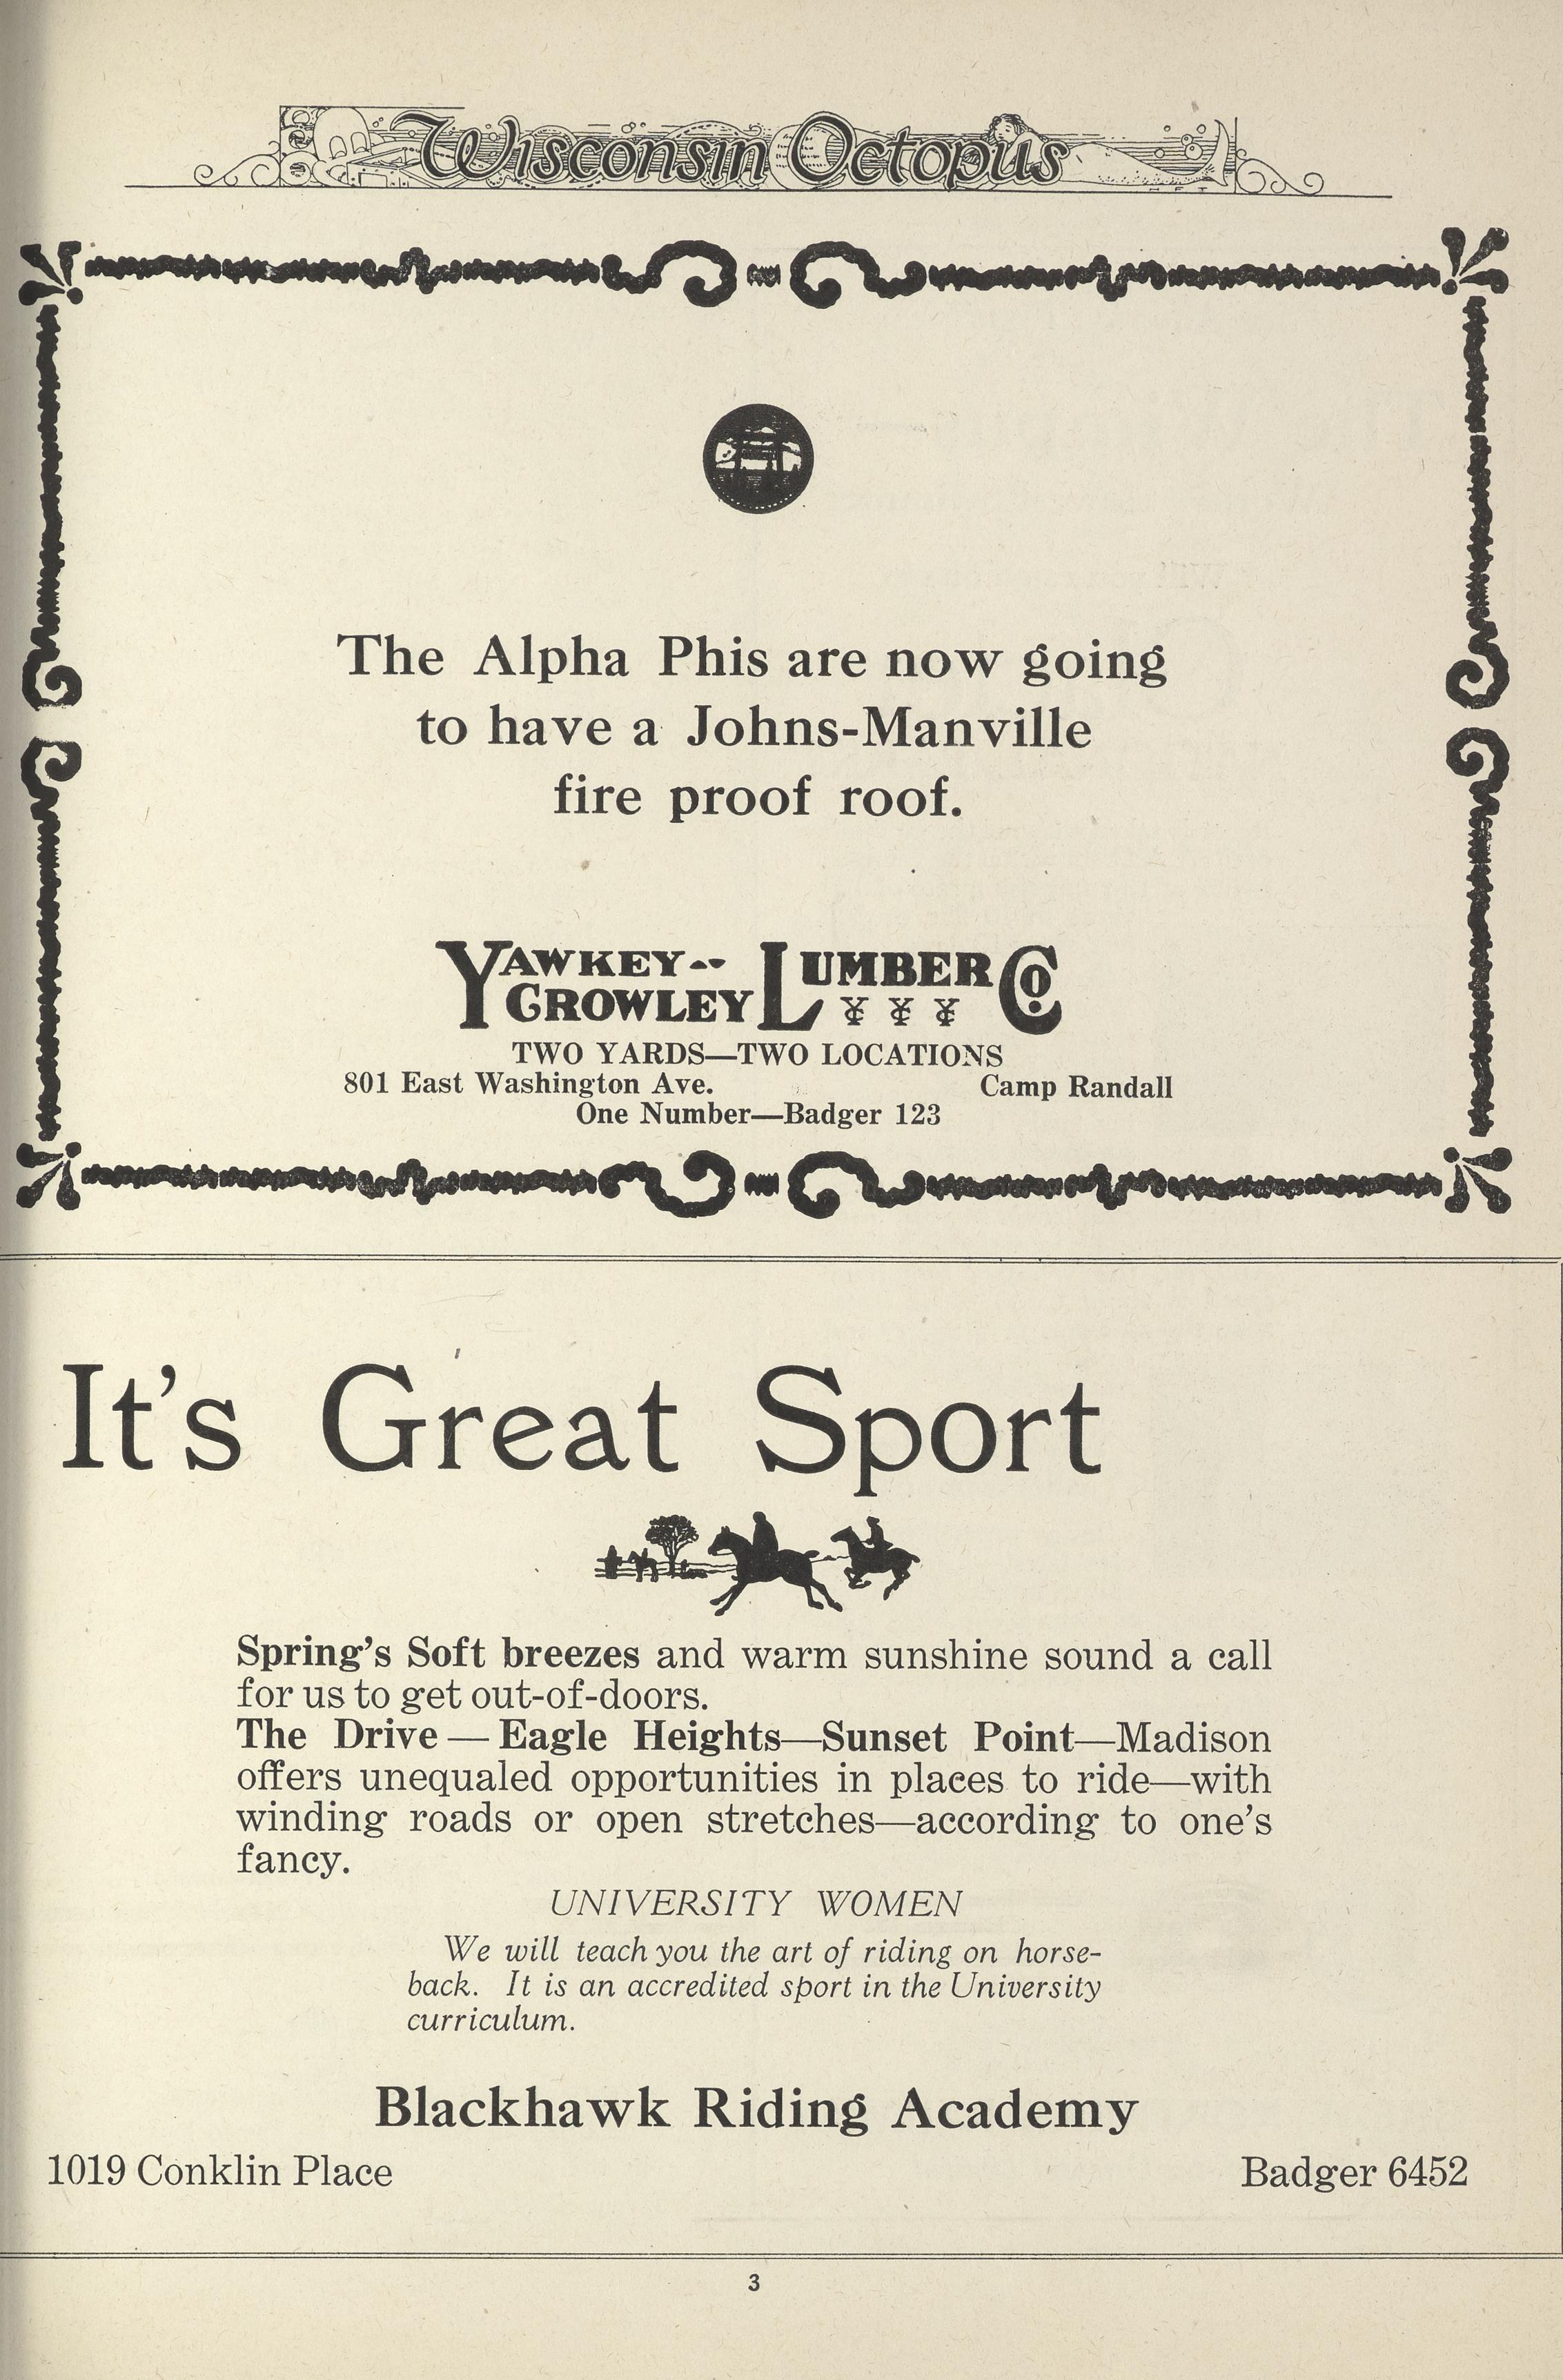 Wisconsin Octopus
The Alpha Phis are now going
to have a Johns-Manville
fire proof roof.
YAWKEY--
CROWLEY LUMBER CO.
TWO YARDS—TWO LOCATIONS
801 East Washington Ave. Camp Randall
One Number—Badger 123
It's Great Sport
Spring's Soft breezes and warm sunshine sound a call
for us to get out-of-doors.
The Drive — Eagle Heights—Sunset Point—Madison
offers unequaled opportunities in places to ride—with
winding roads or open stretches—according to one's
fancy.
UNIVERSITY WOMEN
We will teach you the art of riding on horse-
back. It is an accredited sport in the University
curriculum.
Blackhawk Riding Academy
1019 Conklin Place Badger 6452
3